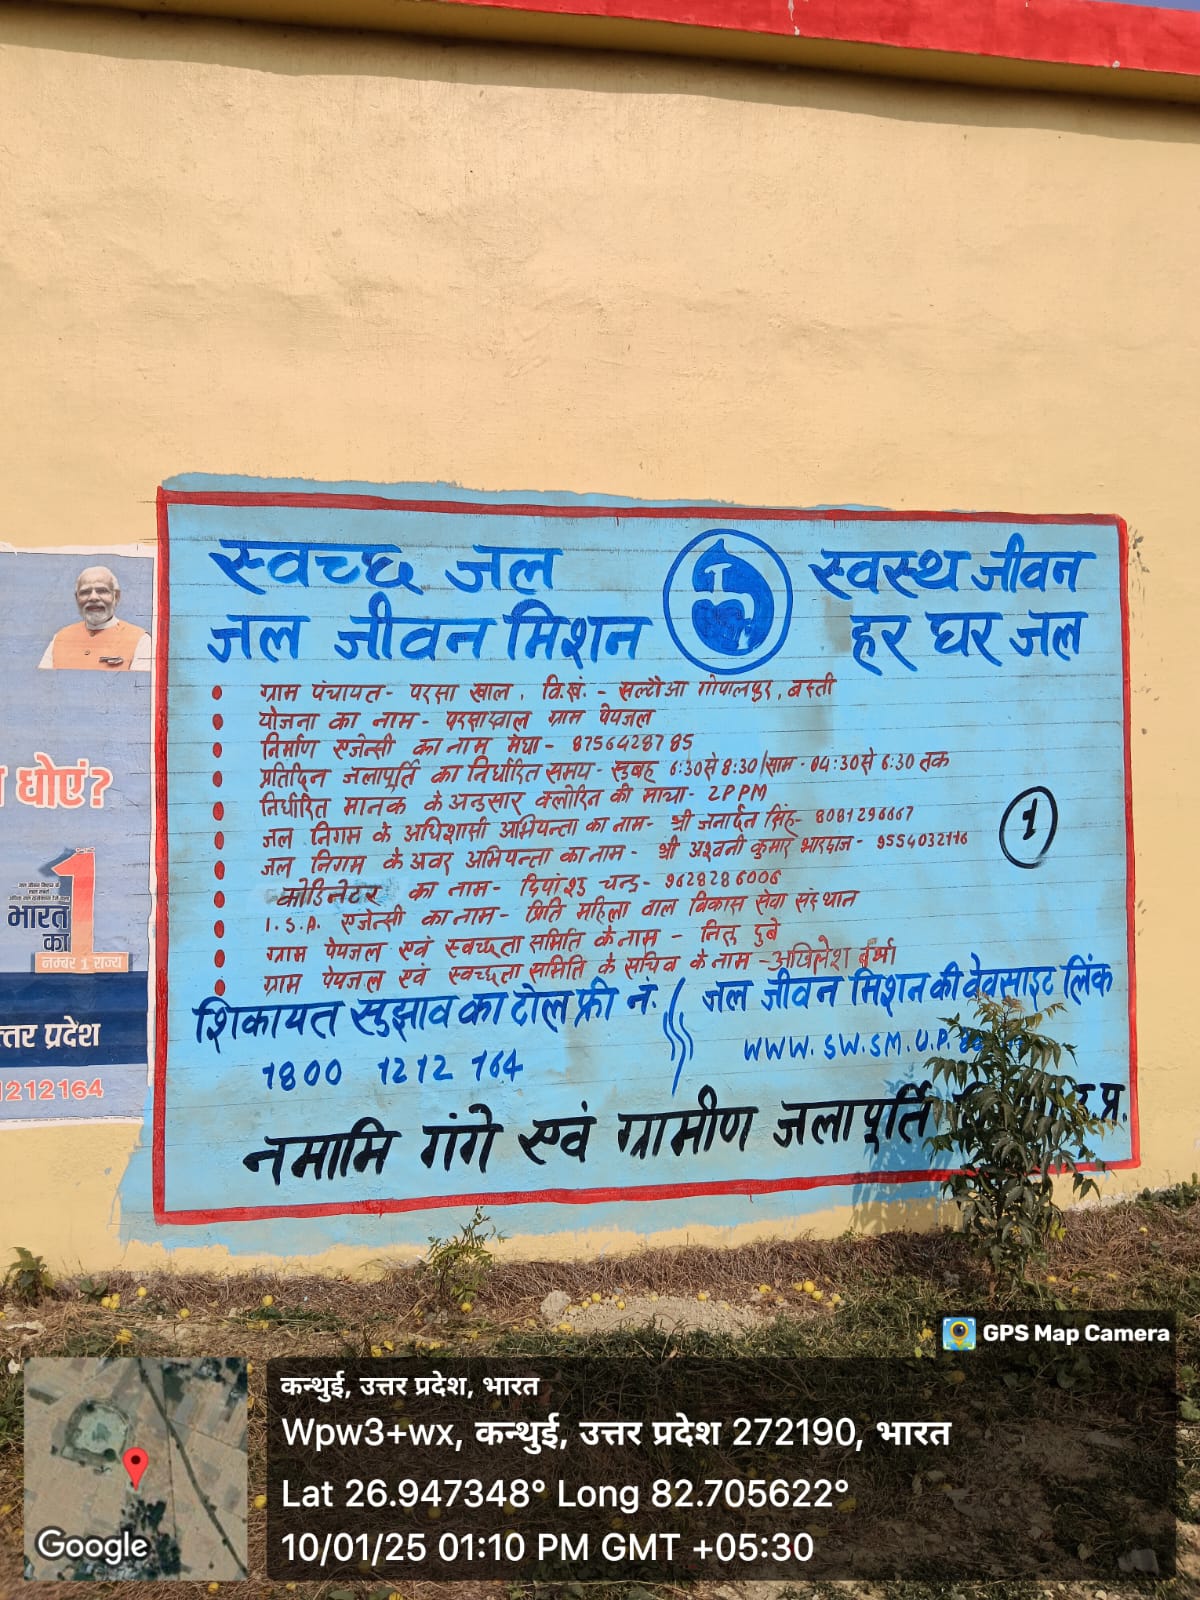 स्वच्छ जल स्वस्थ जीवन
जल जीवन मिशन हर घर जल
• ग्राम पंचायत- परसा खाल, वि.खं. - सल्टौआ गोपालपुर, बस्ती
• योजना का नाम - परसाखाल ग्राम पेयजल
• निर्माण एजेन्सी का नाम मेघा - 8756428785
• प्रतिदिन जलापूर्ति का निर्धारित समय - सुबह 6:30 से 8:30/साम - 04:30 से 6:30 तक
• निर्धारित मानक के अनुसार क्लोरिन की मात्रा- 2PPM
• जल निगम के अधिशासी अभियन्ता का नाम- श्री जनार्दन सिंह- 8081296667
• जल निगम के अवर अभियन्ता का नाम - श्री अश्वनी कुमार भारद्वाज - 9554032116
• कोडिनेटर का नाम- दिपांशु चन्द्र- 9628286006
• I.S.A. एजेन्सी का नाम- प्रिति महिला वाल विकास सेवा संस्थान
• ग्राम पेयजल एवं स्वच्छता समिति के नाम - नितु दुबे
• ग्राम पेयजल एवं स्वच्छता समिति के सचिव के नाम - अखिलेश
1
शिकायत सुझाव का टोल फ्री न. जल जीवन मिशन की वेवसाइट लिंक
1800 1212 164 WWW.SW.SM.U.P.
नमामि गंगे एवं ग्रामीण जलापूर्ति उ.प्र.
धोएं?
भारत
का 1
नम्बर 1 राज्य
त्तर प्रदेश
1212164
GPS Map Camera
कन्थुई, उत्तर प्रदेश, भारत
Wpw3+wx, कन्थुई, उत्तर प्रदेश 272190, भारत
Lat 26.947348° Long 82.705622°
10/01/25 01:10 PM GMT +05:30
Google